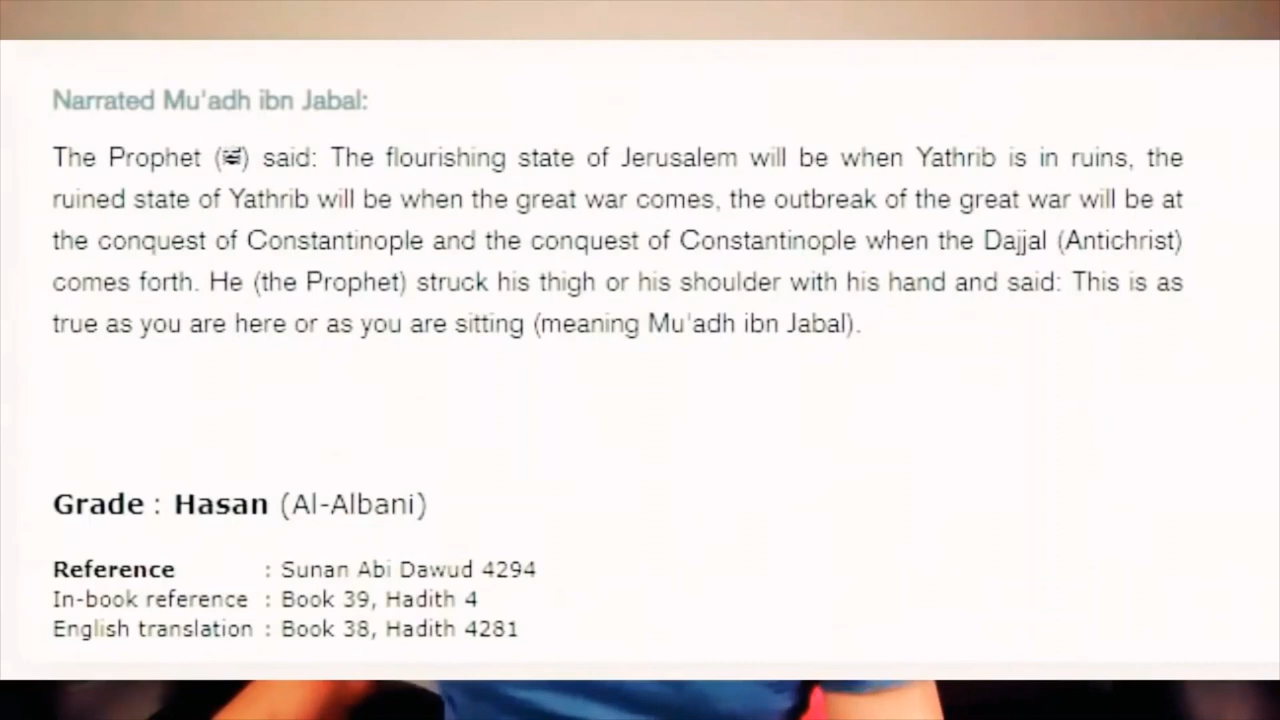 Narrated Mu'adh ibn Jabal:
The Prophet (ﷺ) said: The flourishing state of Jerusalem will be when Yathrib is in ruins, the
ruined state of Yathrib will be when the great war comes, the outbreak of the great war will be at
the conquest of Constantinople and the conquest of Constantinople when the Dajjal (Antichrist)
comes forth. He (the Prophet) struck his thigh or his shoulder with his hand and said: This is as
true as you are here or as you are sitting (meaning Mu'adh ibn Jabal).
Grade : Hasan (Al-Albani)
Reference : Sunan Abi Dawud 4294
In-book reference : Book 39, Hadith 4
English translation : Book 38, Hadith 4281